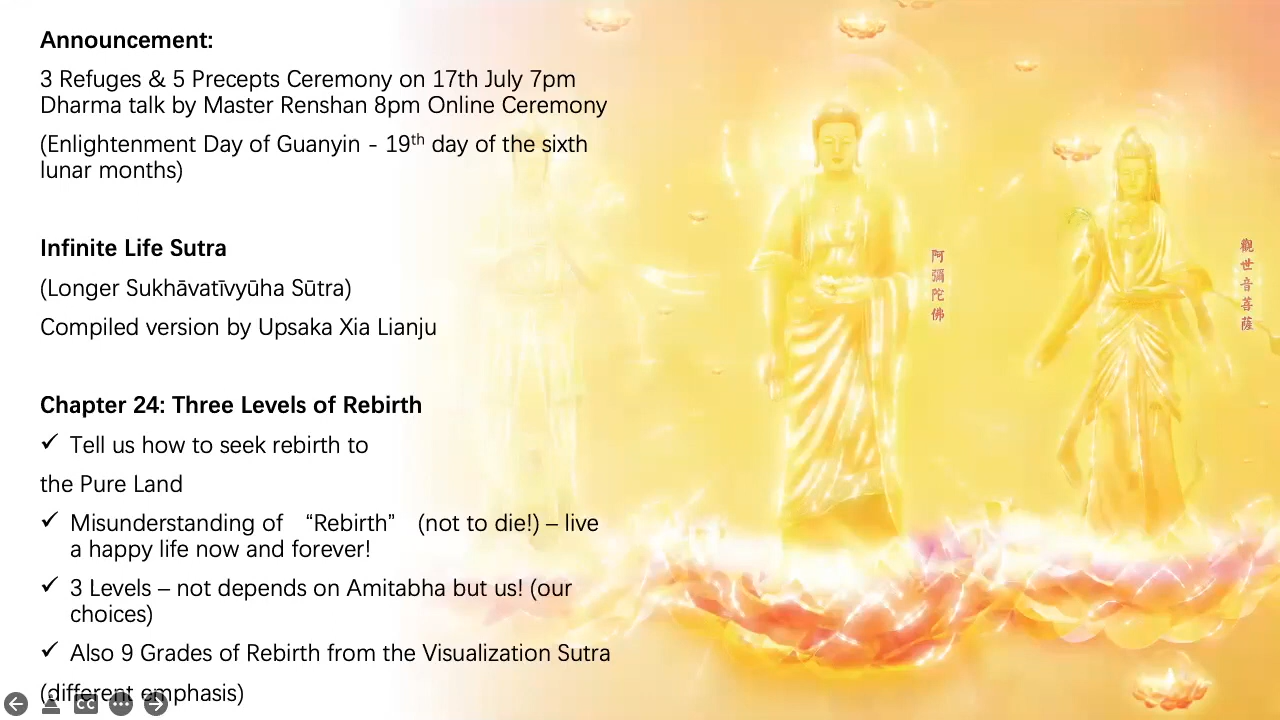 Announcement:
3 Refuges & 5 Precepts Ceremony on 17th July 7pm
Dharma talk by Master Renshan 8pm Online Ceremony
(Enlightenment Day of Guanyin - 19th day of the sixth
lunar months)
Infinite Life Sutra
(Longer Sukhāvatīvyūha Sūtra)
Compiled version by Upsaka Xia Lianju
Chapter 24: Three Levels of Rebirth
✓ Tell us how to seek rebirth to
the Pure Land
✓ Misunderstanding of “Rebirth” (not to die!) – live
a happy life now and forever!
✓ 3 Levels – not depends on Amitabha but us! (our
choices)
✓ Also 9 Grades of Rebirth from the Visualization Sutra
(different emphasis)
CC
阿彌陀佛
觀世音菩薩